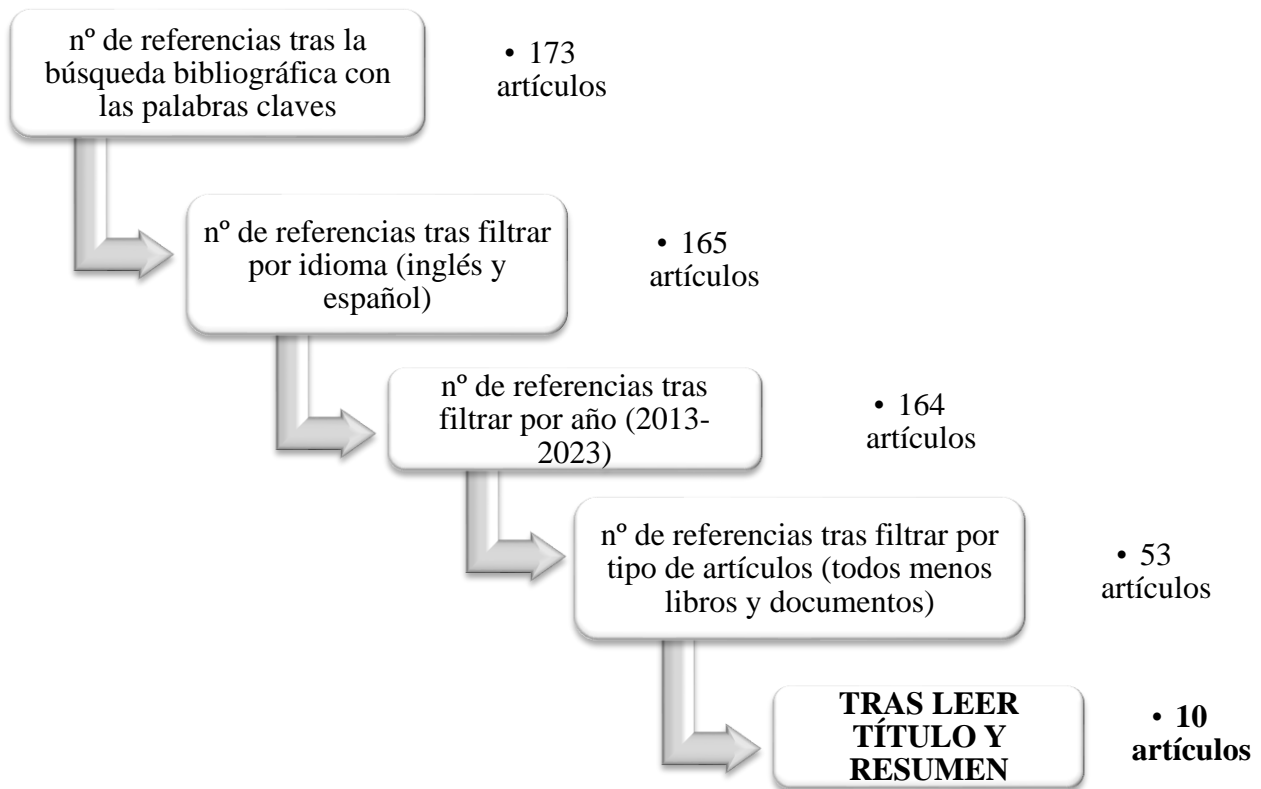 nº de referencias tras la
búsqueda bibliográfica con
las palabras claves
• 173
artículos
nº de referencias tras filtrar
por idioma (inglés y
español)
• 165
artículos
nº de referencias tras
filtrar por año (2013-
2023)
• 164
artículos
nº de referencias tras filtrar por
tipo de artículos (todos menos
libros y documentos)
• 53
artículos
TRAS LEER
TÍTULO Y
RESUMEN
• 10
artículos